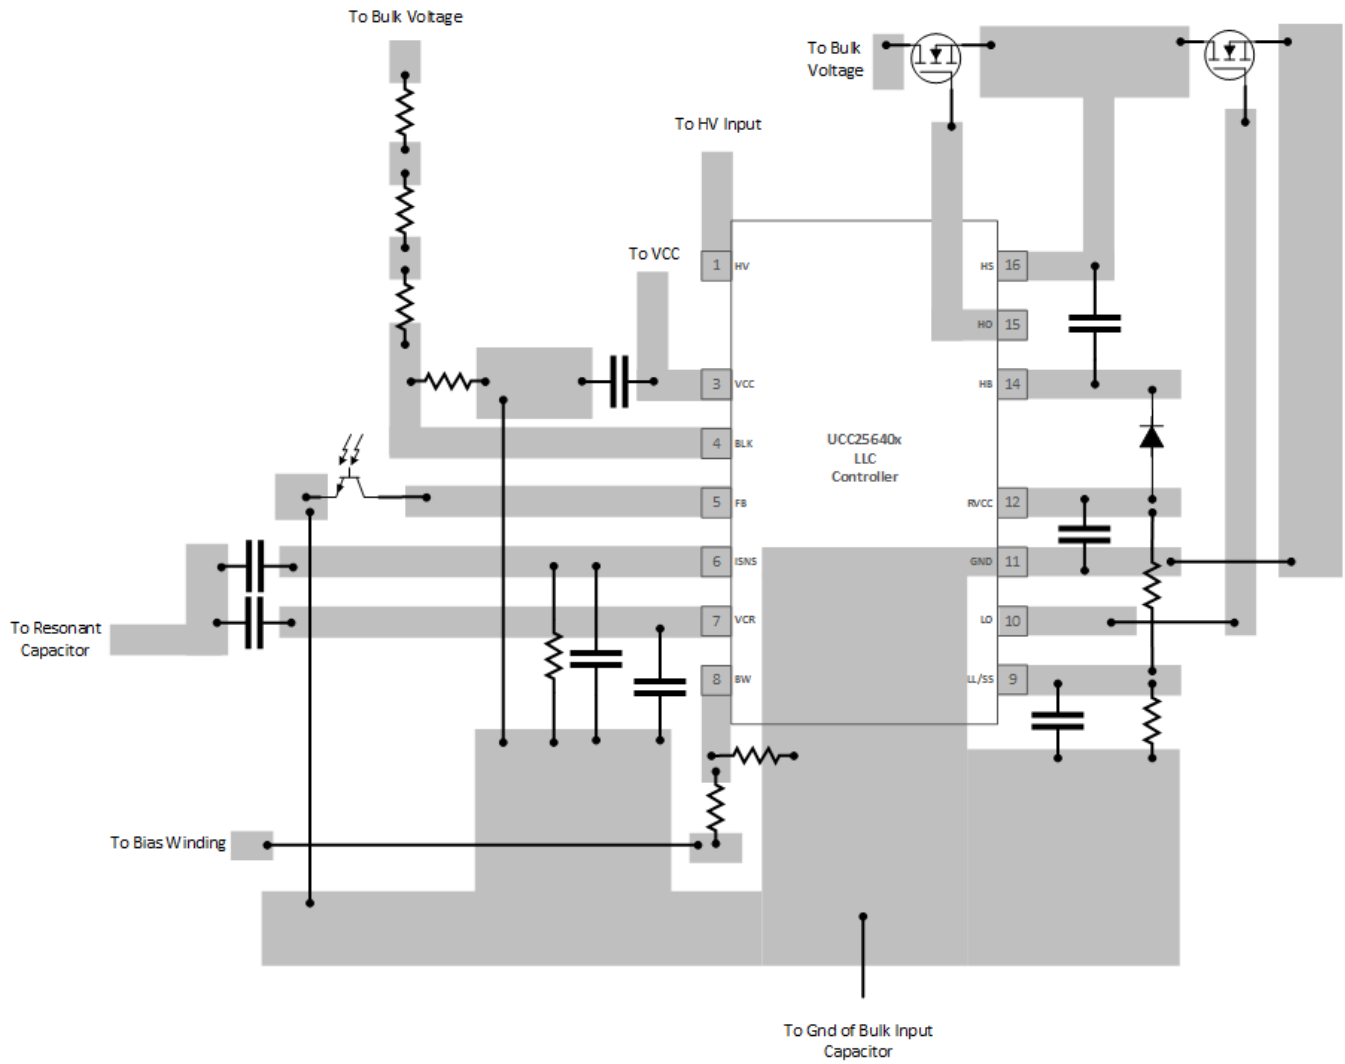 To Bulk Voltage
To Bulk
Voltage
To HV Input
To VCC
1 HV
HS 16
HO 15
3 VCC
HB 14
4 BLK
UCC25640x
LLC
Controller
5 FB
RVCC 12
6 ISNS
GND 11
7 VCR
LO 10
To Resonant
Capacitor
8 BW
LL/SS 9
To Bias Winding
To Gnd of Bulk Input
Capacitor